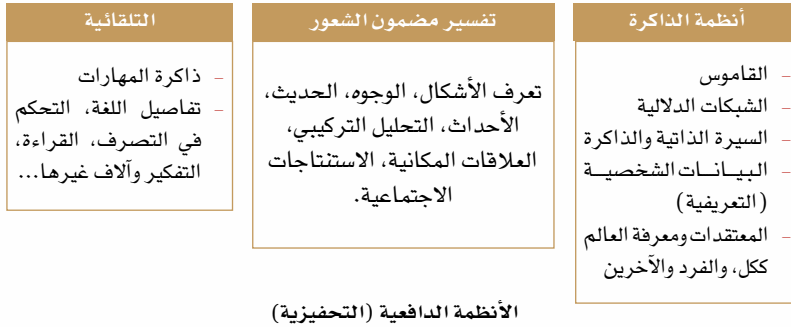 أنظمة الذاكرة
– القاموس
– الشبكات الدلالية
– السيرة الذاتية والذاكرة
– البيـانـات الشخصيـة
(التعريفية)
– المعتقدات ومعرفة العالم
ككل، والفرد والآخرين
تفسير مضمون الشعور
تعرف الأشكال، الوجوه، الحديث،
الأحداث، التحليل التركيبي،
العلاقات المكانية، الاستنتاجات
الاجتماعية.
التلقائية
– ذاكرة المهارات
– تفاصيل اللغة، التحكم
في التصرف، القراءة،
التفكير وآلاف غيرها...
الأنظمة الدافعية (التحفيزية)